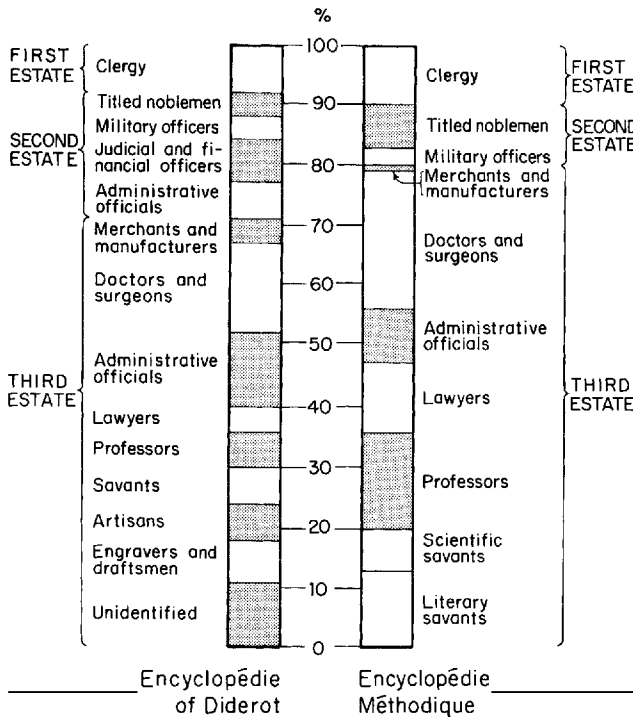 %
FIRST
ESTATE
SECOND
ESTATE
THIRD
ESTATE
Clergy
Titled noblemen
Military officers
Judicial and fi-
nancial officers
Administrative
officials
Merchants and
manufacturers
Doctors and
surgeons
Administrative
officials
Lawyers
Professors
Savants
Artisans
Engravers and
draftsmen
Unidentified
100
90
80
70
60
50
40
30
20
10
0
Clergy
Titled noblemen
Military officers
Merchants and
manufacturers
Doctors and
surgeons
Administrative
officials
Lawyers
Professors
Scientific
savants
Literary
savants
FIRST
ESTATE
SECOND
ESTATE
THIRD
ESTATE
Encyclopédie
of Diderot
Encyclopédie
Méthodique